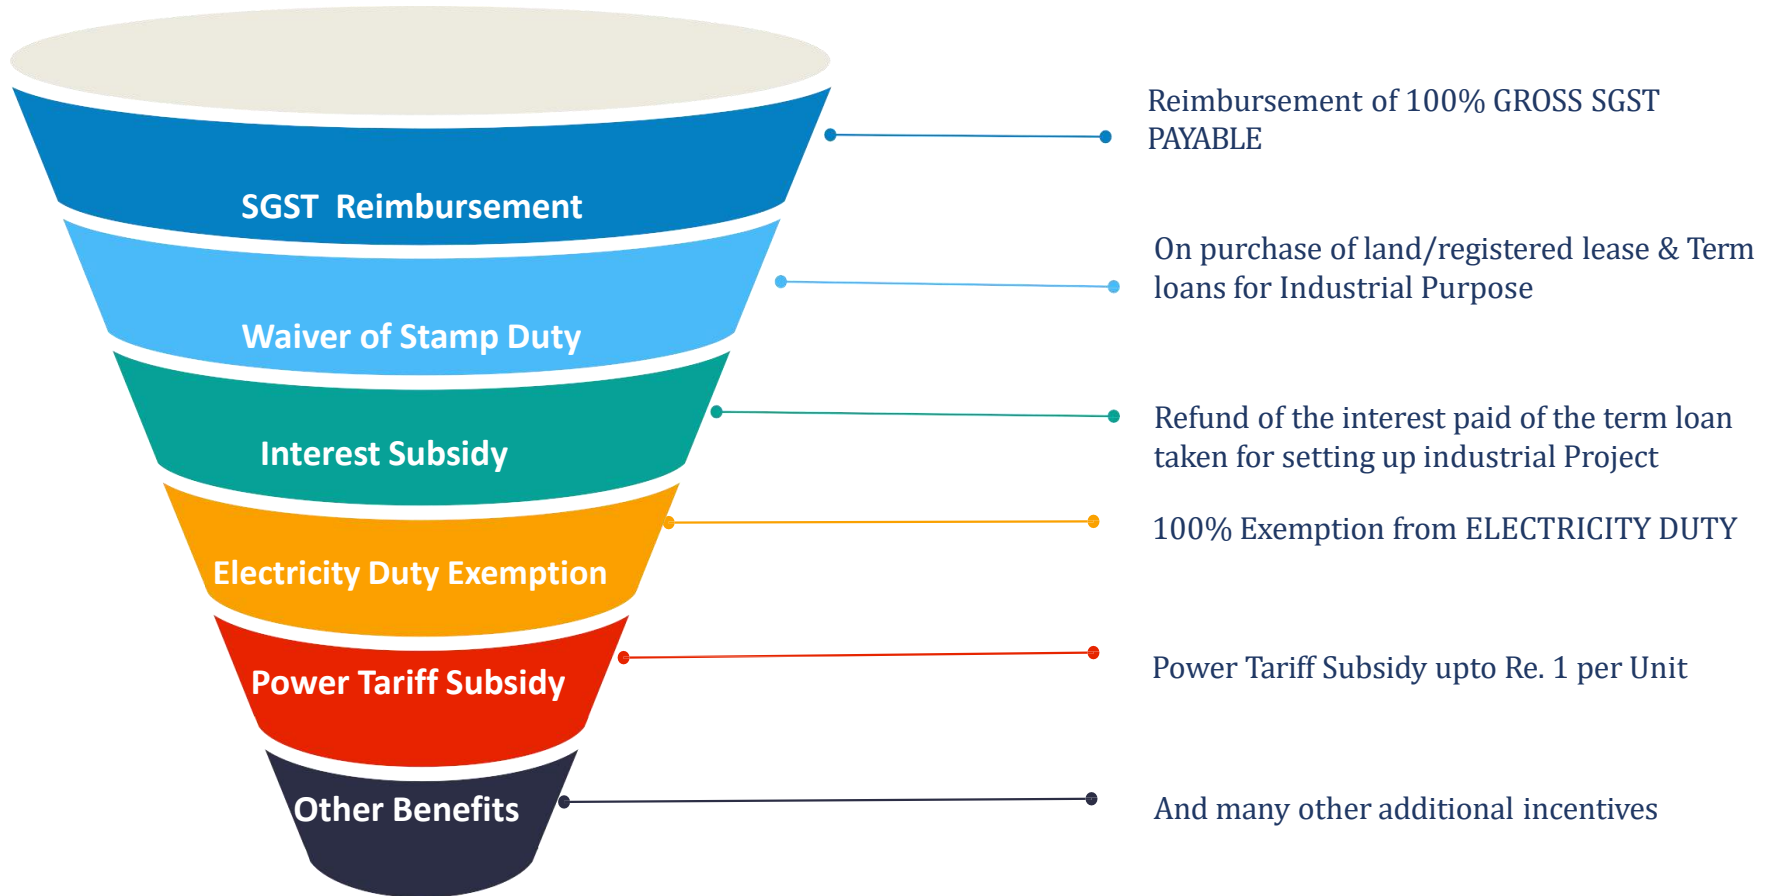 SGST Reimbursement
Reimbursement of 100% GROSS SGST
PAYABLE
Waiver of Stamp Duty
On purchase of land/registered lease & Term
loans for Industrial Purpose
Interest Subsidy
Refund of the interest paid of the term loan
taken for setting up industrial Project
Electricity Duty Exemption
100% Exemption from ELECTRICITY DUTY
Power Tariff Subsidy
Power Tariff Subsidy upto Re. 1 per Unit
Other Benefits
And many other additional incentives